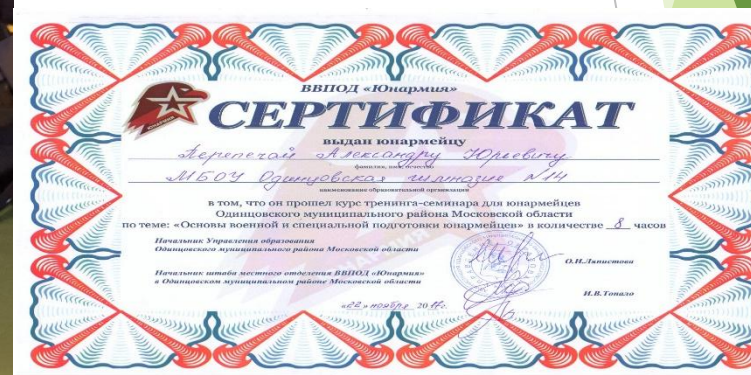 ВВПОД «Юнармия»
СЕРТИФИКАТ
выдан юнармейцу
Александру Юрьевичу
фамилия, имя, отчество
МБОУ Одинцовская гимназия №14
наименование образовательной организации
в том, что он прошел курс тренинга-семинара для юнармейцев
Одинцовского муниципального района Московской области
по теме: «Основы военной и специальной подготовки юнармейцев» в количестве 8 часов
Начальник Управления образования
Одинцовского муниципального района Московской области
О.И.Ляпистова
Начальник штаба местного отделения ВВПОД «Юнармия»
в Одинцовском муниципальном районе Московской области
И.В.Топало
«22» ноября 2017г.